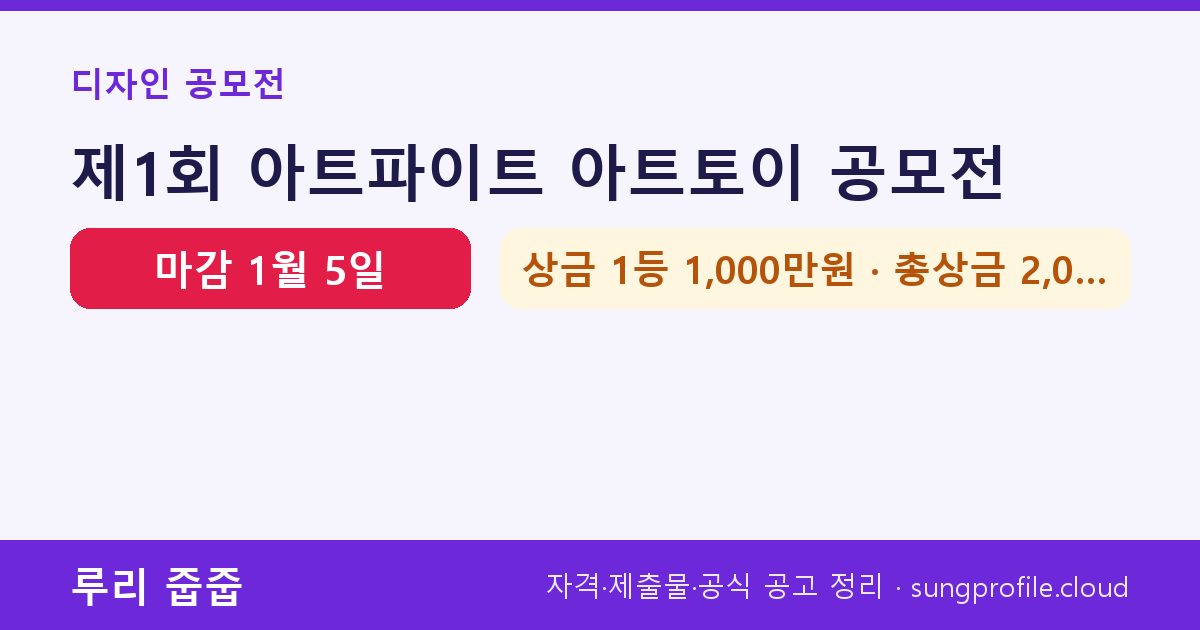 디자인 공모전
제1회 아트파이트 아트토이 공모전
마감 1월 5일
상금 1등 1,000만원 · 총상금 2,0...
루리 줍줍
자격·제출물·공식 공고 정리 · sungprofile.cloud